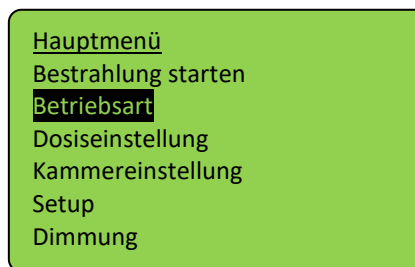 Hauptmenü
Bestrahlung starten
Betriebsart
Dosiseinstellung
Kammereinstellung
Setup
Dimmung